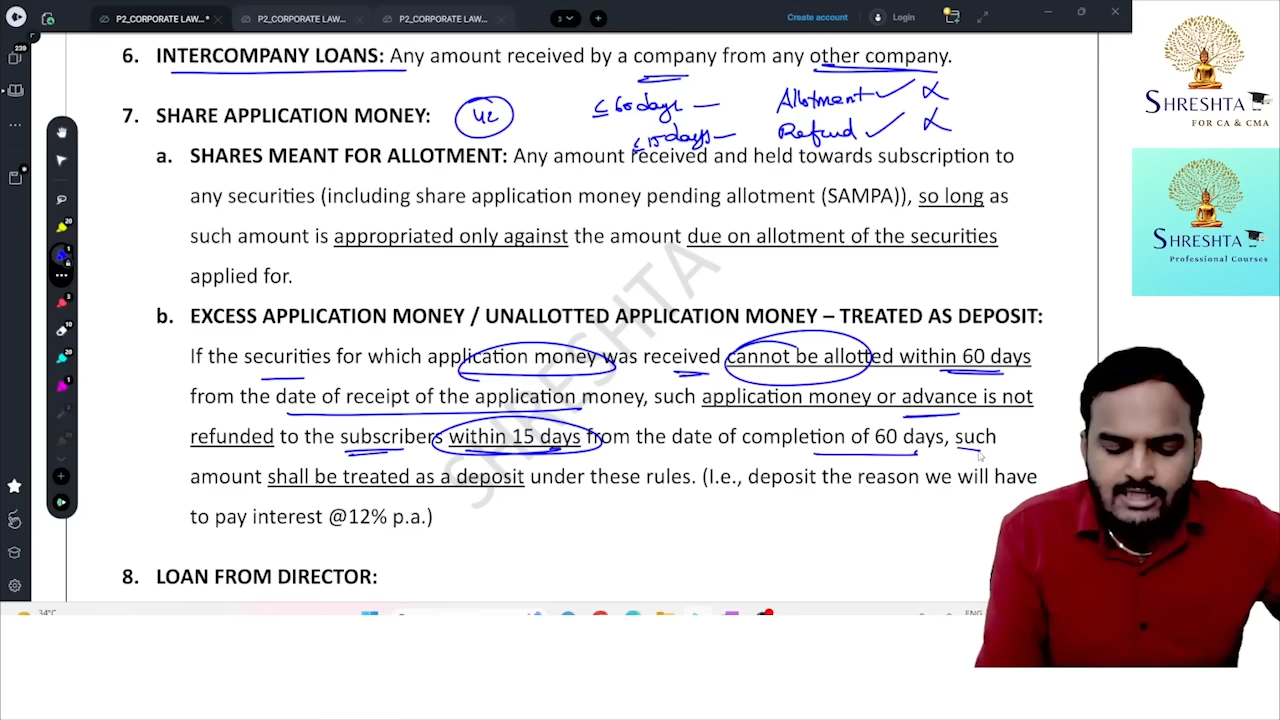 P2_CORPORATE LAW...* P2_CORPORATE LAW... P2_CORPORATE LAW... 3 Create account Login
6. INTERCOMPANY LOANS: Any amount received by a company from any other company.
7. SHARE APPLICATION MONEY: 42 ≤ 60 days – Allotment ✓ ✗
≤ 15 days – Refund ✓ ✗
a. SHARES MEANT FOR ALLOTMENT: Any amount received and held towards subscription to
any securities (including share application money pending allotment (SAMPA)), so long as
such amount is appropriated only against the amount due on allotment of the securities
applied for.
b. EXCESS APPLICATION MONEY / UNALLOTTED APPLICATION MONEY – TREATED AS DEPOSIT:
If the securities for which application money was received cannot be allotted within 60 days
from the date of receipt of the application money, such application money or advance is not
refunded to the subscribers within 15 days from the date of completion of 60 days, such
amount shall be treated as a deposit under these rules. (I.e., deposit the reason we will have
to pay interest @12% p.a.)
8. LOAN FROM DIRECTOR:
SHRESHTA
34°C
ENG
SHRESHTA
FOR CA & CMA
SHRESHTA
Professional Courses